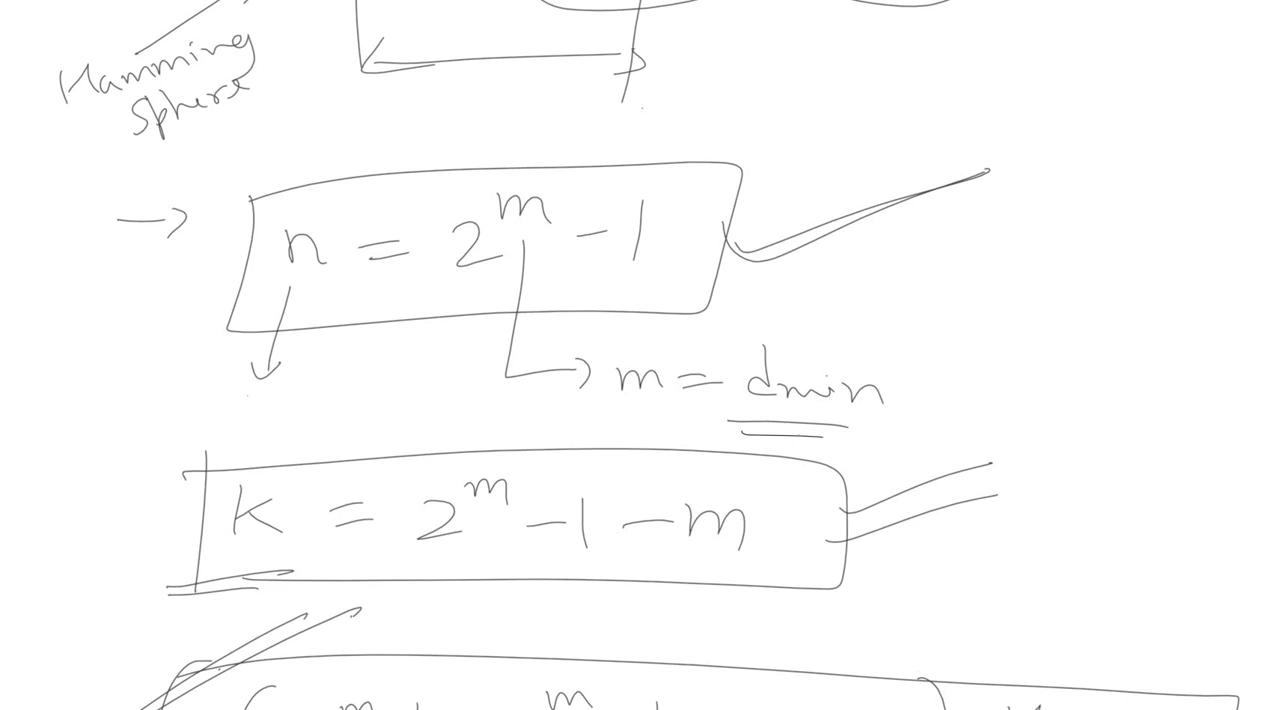 Hamming
Sphere
→ n = 2^m - 1
→ m = dmin
K = 2^m - 1 - m